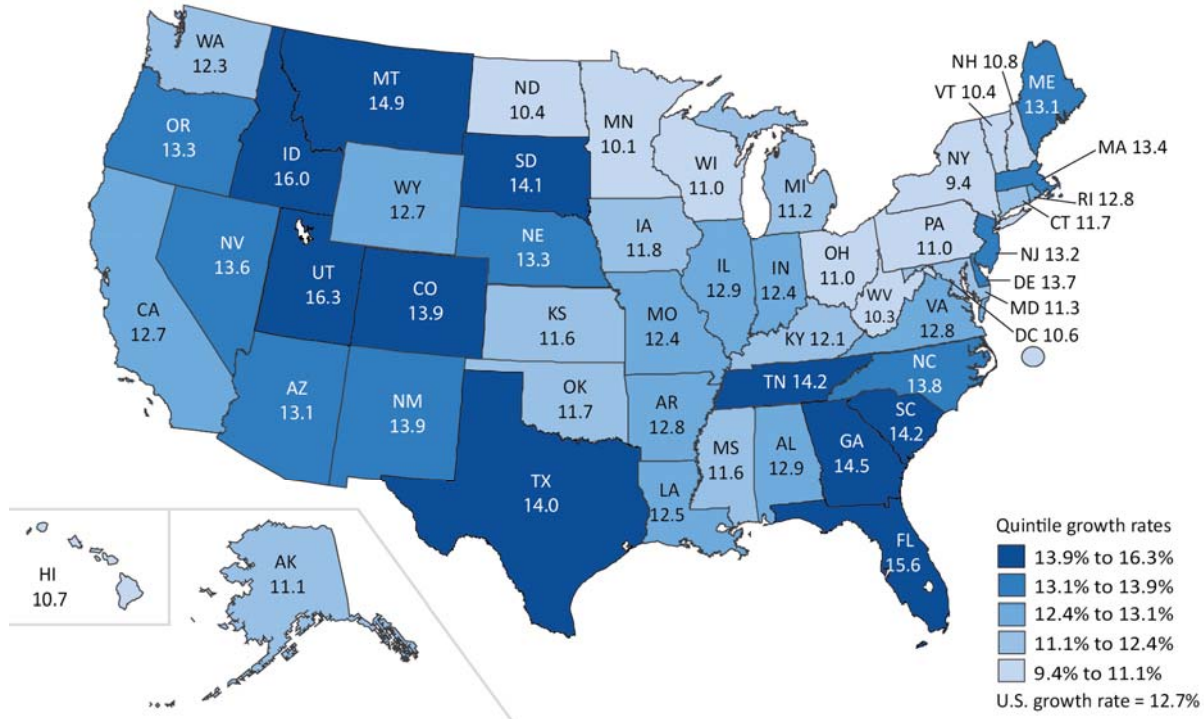 WA
12.3
MT
14.9
ND
10.4
MN
10.1
NH 10.8
VT 10.4
ME
13.1
OR
13.3
ID
16.0
SD
14.1
WI
11.0
MI
11.2
NY
9.4
MA 13.4
RI 12.8
CT 11.7
WY
12.7
NE
13.3
IA
11.8
PA
11.0
NJ 13.2
DE 13.7
MD 11.3
DC 10.6
NV
13.6
UT
16.3
CO
13.9
KS
11.6
MO
12.4
IL
12.9
IN
12.4
OH
11.0
WV
10.3
VA
12.8
CA
12.7
KY 12.1
TN 14.2
NC
13.8
AZ
13.1
NM
13.9
OK
11.7
AR
12.8
SC
14.2
TX
14.0
LA
12.5
MS
11.6
AL
12.9
GA
14.5
FL
15.6
HI
10.7
AK
11.1
Quintile growth rates
13.9% to 16.3%
13.1% to 13.9%
12.4% to 13.1%
11.1% to 12.4%
9.4% to 11.1%
U.S. growth rate = 12.7%